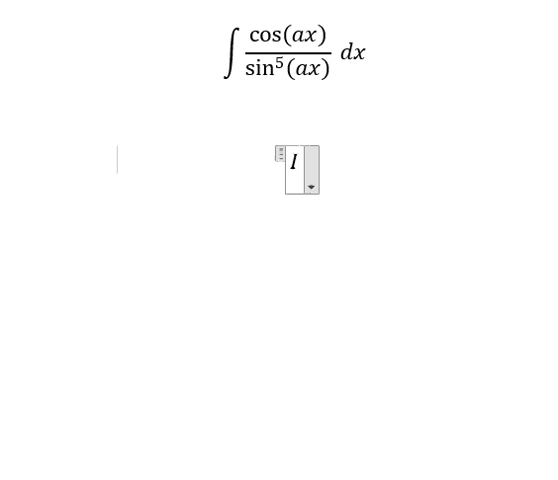 ∫ cos(ax) / sin⁵(ax) dx
I